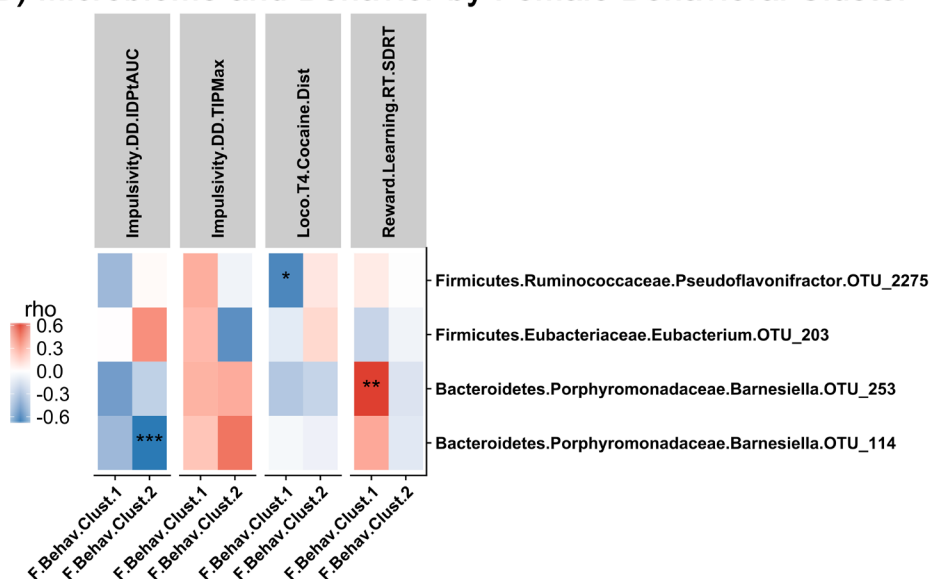 Impulsivity.DD.IDPtAUC
Impulsivity.DD.TIPMax
Loco.T4.Cocaine.Dist
Reward.Learning.RT.SDRT
*
Firmicutes.Ruminococcaceae.Pseudoflavonifractor.OTU_2275
Firmicutes.Eubacteriaceae.Eubacterium.OTU_203
**
Bacteroidetes.Porphyromonadaceae.Barnesiella.OTU_253
***
Bacteroidetes.Porphyromonadaceae.Barnesiella.OTU_114
rho
0.6
0.3
0.0
-0.3
-0.6
F.Behav.Clust.1
F.Behav.Clust.2
F.Behav.Clust.1
F.Behav.Clust.2
F.Behav.Clust.1
F.Behav.Clust.2
F.Behav.Clust.1
F.Behav.Clust.2